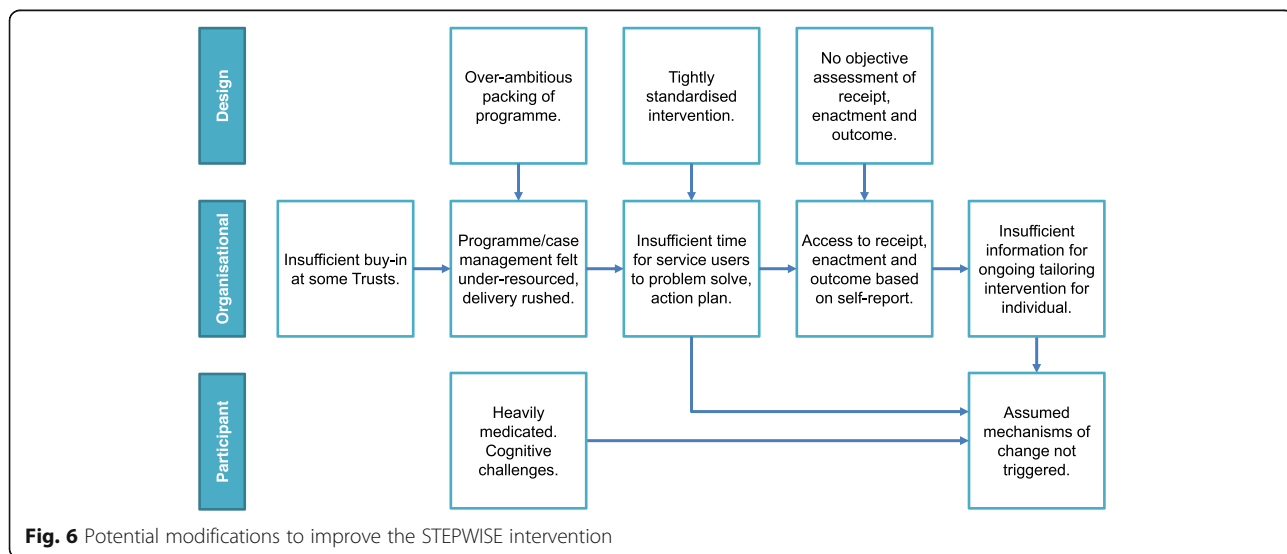 Design
Over-ambitious
packing of
programme.
Tightly
standardised
intervention.
No objective
assessment of
receipt,
enactment and
outcome.
Organisational
Insufficient buy-in
at some Trusts.
Programme/case
management felt
under-resourced,
delivery rushed.
Insufficient time
for service users
to problem solve,
action plan.
Access to receipt,
enactment and
outcome based
on self-report.
Insufficient
information for
ongoing tailoring
intervention for
individual.
Participant
Heavily
medicated.
Cognitive
challenges.
Assumed
mechanisms of
change not
triggered.
Fig. 6 Potential modifications to improve the STEPWISE intervention